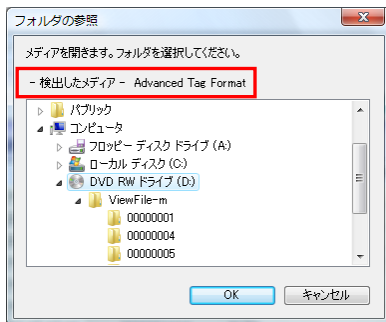 フォルダの参照
メディアを開きます。フォルダを選択してください。
- 検出したメディア - Advanced Tag Format
パブリック
コンピュータ
フロッピー ディスク ドライブ (A:)
ローカル ディスク (C:)
DVD RW ドライブ (D:)
ViewFile-m
00000001
00000004
00000005
OK キャンセル